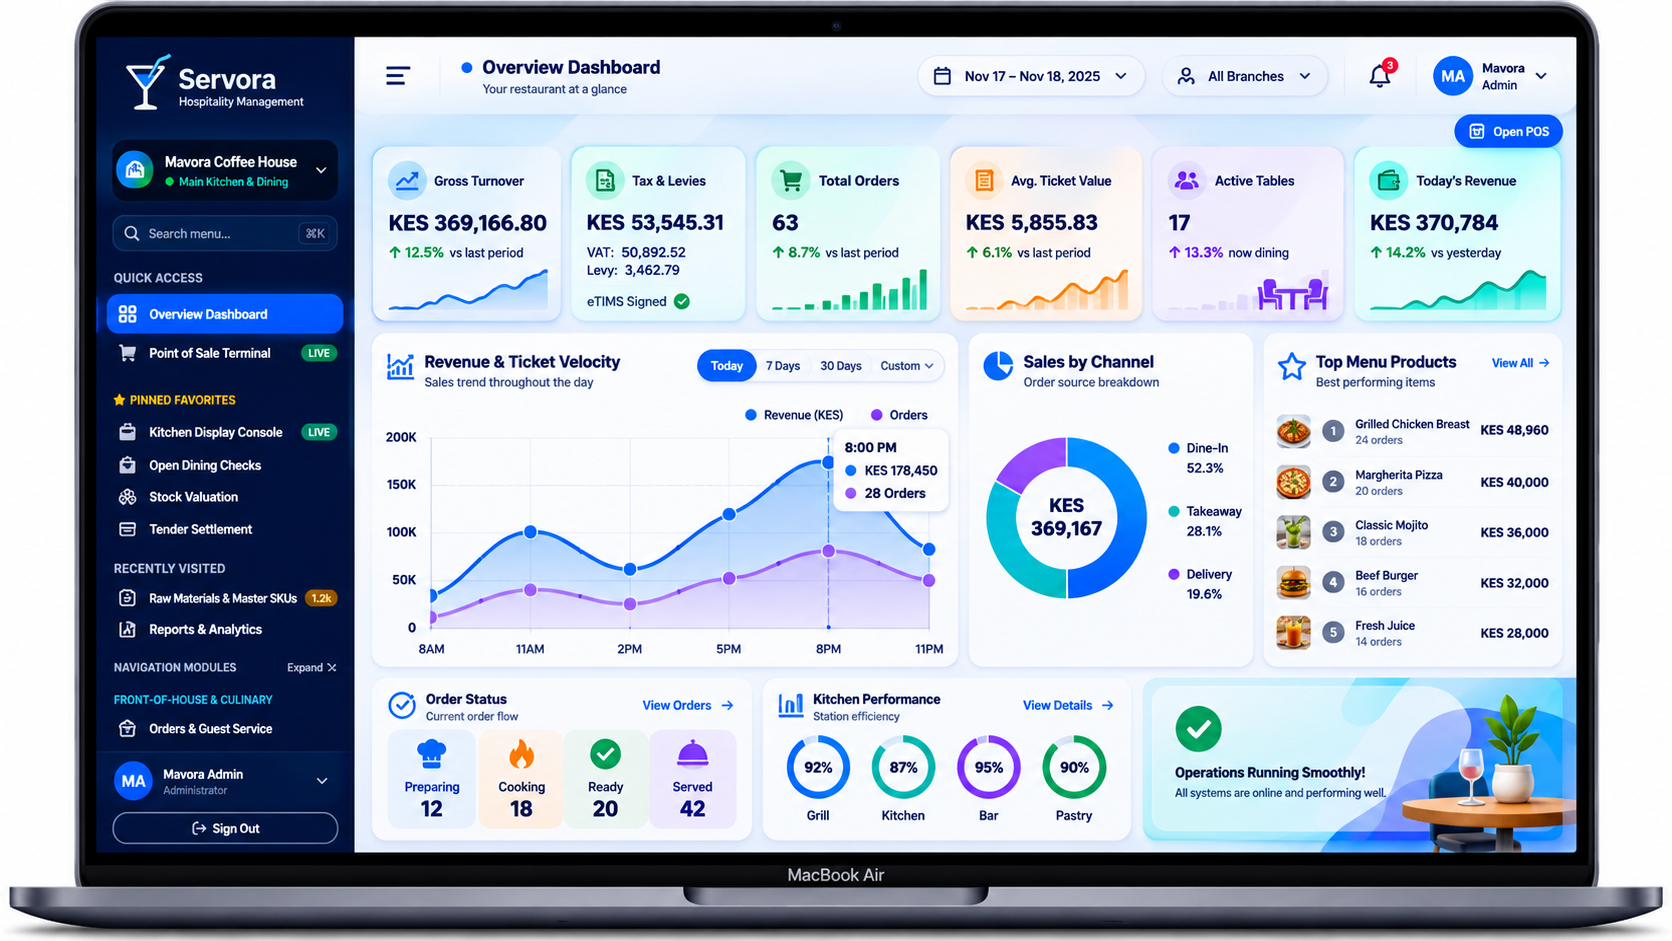 Servora
Hospitality Management
Mavora Coffee House
Main Kitchen & Dining
Search menu...
⌘K
QUICK ACCESS
Overview Dashboard
Point of Sale Terminal
LIVE
PINNED FAVORITES
Kitchen Display Console
LIVE
Open Dining Checks
Stock Valuation
Tender Settlement
RECENTLY VISITED
Raw Materials & Master SKUs
1.2k
Reports & Analytics
NAVIGATION MODULES
Expand
FRONT-OF-HOUSE & CULINARY
Orders & Guest Service
MA
Mavora Admin
Administrator
Sign Out
Overview Dashboard
Your restaurant at a glance
Nov 17 – Nov 18, 2025
All Branches
3
MA
Mavora
Admin
Open POS
Gross Turnover
KES 369,166.80
↑ 12.5% vs last period
Tax & Levies
KES 53,545.31
VAT: 50,892.52
Levy: 3,462.79
eTIMS Signed
Total Orders
63
↑ 8.7% vs last period
Avg. Ticket Value
KES 5,855.83
↑ 6.1% vs last period
Active Tables
17
↑ 13.3% now dining
Today's Revenue
KES 370,784
↑ 14.2% vs yesterday
Revenue & Ticket Velocity
Sales trend throughout the day
Today
7 Days
30 Days
Custom
Revenue (KES)
Orders
200K
150K
100K
50K
0
8AM
11AM
2PM
5PM
8PM
11PM
8:00 PM
KES 178,450
28 Orders
Sales by Channel
Order source breakdown
KES
369,167
Dine-In
52.3%
Takeaway
28.1%
Delivery
19.6%
Top Menu Products
Best performing items
View All →
1
Grilled Chicken Breast
24 orders
KES 48,960
2
Margherita Pizza
20 orders
KES 40,000
3
Classic Mojito
18 orders
KES 36,000
4
Beef Burger
16 orders
KES 32,000
5
Fresh Juice
14 orders
KES 28,000
Order Status
Current order flow
View Orders →
Preparing
12
Cooking
18
Ready
20
Served
42
Kitchen Performance
Station efficiency
View Details →
92%
Grill
87%
Kitchen
95%
Bar
90%
Pastry
Operations Running Smoothly!
All systems are online and performing well.
MacBook Air